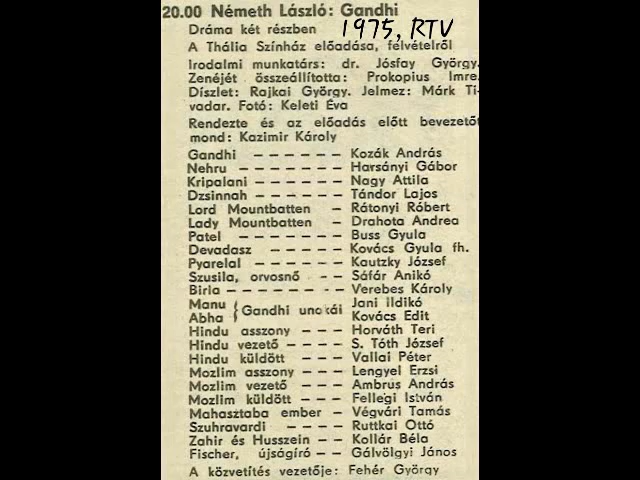 20.00 Németh László: Gandhi
Dráma két részben 1975, RTV
A Thália Színház előadása, felvételről
Irodalmi munkatárs: dr. Jósfay György.
Zenéjét összeállította: Prokopius Imre.
Díszlet: Rajkai György. Jelmez: Márk Ti-
vadar. Fotó: Keleti Éva
Rendezte és az előadás előtt bevezetőt
mond: Kazimir Károly
Gandhi – – – – – – Kozák András
Nehru – – – – – – – Harsányi Gábor
Kripalani – – – – – – Nagy Attila
Dzsinnah – – – – – – Tándor Lajos
Lord Mountbatten – Rátonyi Róbert
Lady Mountbatten – Drahota Andrea
Patel – – – – – – – Buss Gyula
Devadasz – – – – – Kovács Gyula fh.
Pyarelal – – – – – – Kautzky József
Szusila, orvosnő – – Sáfár Anikó
Birla – – – – – – – – Verebes Károly
Manu } Gandhi unokái Jani Ildikó
Abha } Kovács Edit
Hindu asszony – – – Horváth Teri
Hindu vezető – – – – S. Tóth József
Hindu küldött – – – Vallai Péter
Mozlim asszony – – – Lengyel Erzsi
Mozlim vezető – – – Ambrus András
Mozlim küldött – – – Fellegi István
Mahasztaba ember – – Végvári Tamás
Szuhravardi – – – – Ruttkai Ottó
Zahir és Husszein – – Kollár Béla
Fischer, újságíró – – Gálvölgyi János
A közvetítés vezetője: Fehér György